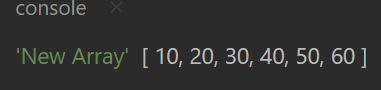 console ×
'New Array' [ 10, 20, 30, 40, 50, 60 ]